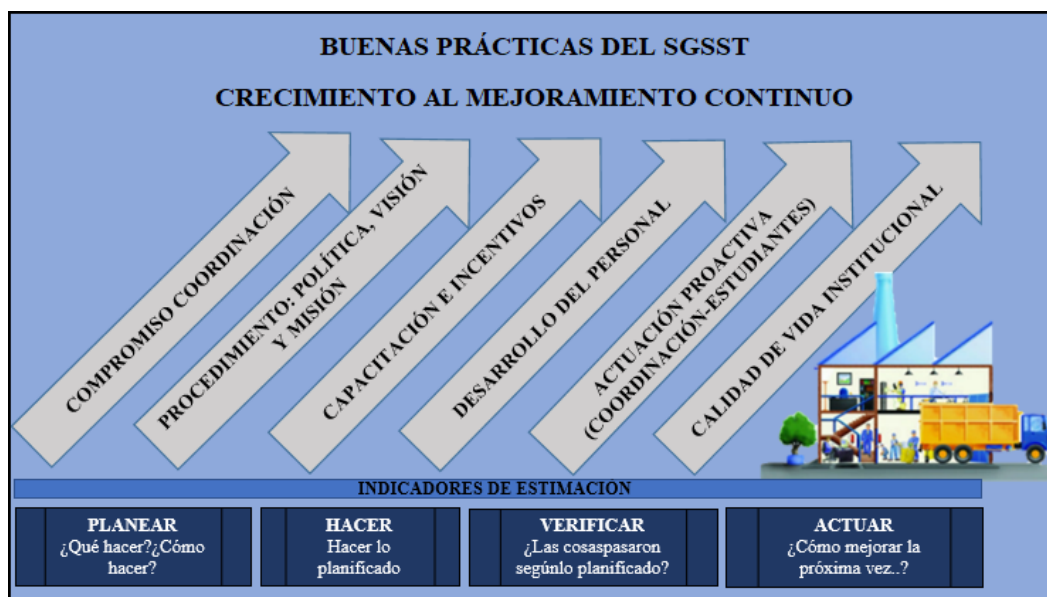 BUENAS PRÁCTICAS DEL SGSST
CRECIMIENTO AL MEJORAMIENTO CONTINUO
COMPROMISO COORDINACIÓN
PROCEDIMIENTO: POLÍTICA, VISIÓN
Y MISIÓN
CAPACITACIÓN E INCENTIVOS
DESARROLLO DEL PERSONAL
ACTUACIÓN PROACTIVA
(COORDINACIÓN-ESTUDIANTES)
CALIDAD DE VIDA INSTITUCIONAL
INDICADORES DE ESTIMACIÓN
PLANEAR
¿Qué hacer?¿Cómo
hacer?
HACER
Hacer lo
planificado
VERIFICAR
¿Las cosaspasaron
segúnlo planificado?
ACTUAR
¿Cómo mejorar la
próxima vez..?